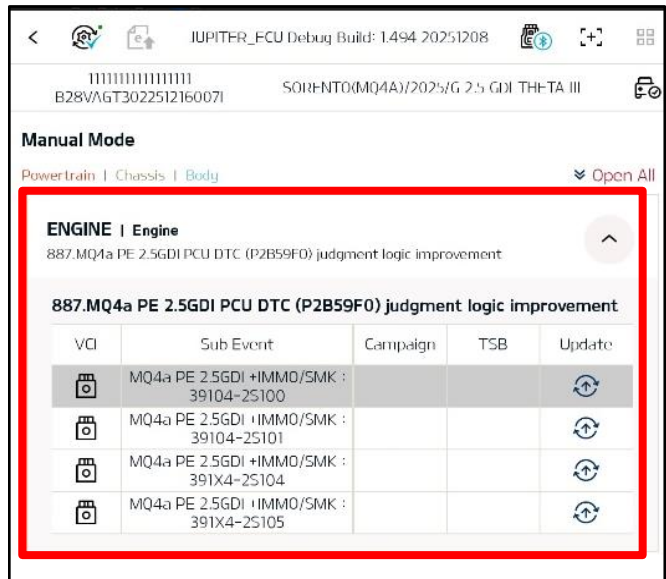 JUPITER_ECU Debug Build: 1.494 20251208
1111111111111111
SORENTO(MQ4A)/2025/G 2.5 GDI THETA III
Manual Mode
Powertrain | Chassis | Body
Open All
ENGINE | Engine
887.MQ4a PE 2.5GDI PCU DTC (P2B59F0) judgment logic improvement
887.MQ4a PE 2.5GDI PCU DTC (P2B59F0) judgment logic improvement
VCI Sub Event Campaign TSB Update
MQ4a PE 2.5GDI +IMMO/SMK :
39104-2S100
MQ4a PE 2.5GDI +IMMO/SMK :
39104-2S101
MQ4a PE 2.5GDI +IMMO/SMK :
391X4-2S104
MQ4a PE 2.5GDI +IMMO/SMK :
391X4-2S105